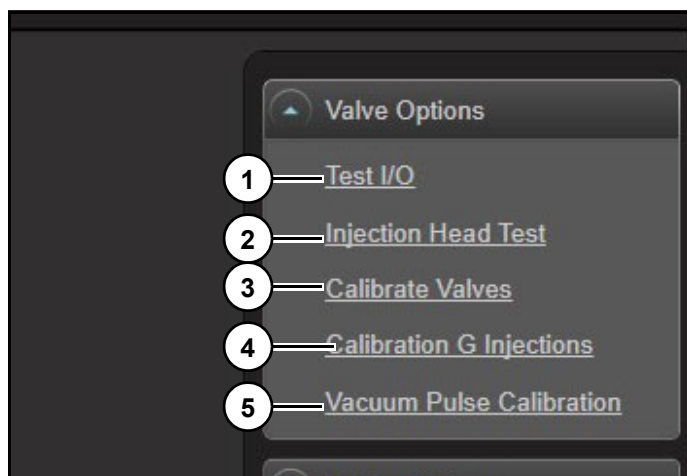 Valve Options
1 Test I/O
2 Injection Head Test
3 Calibrate Valves
4 Calibration G Injections
5 Vacuum Pulse Calibration